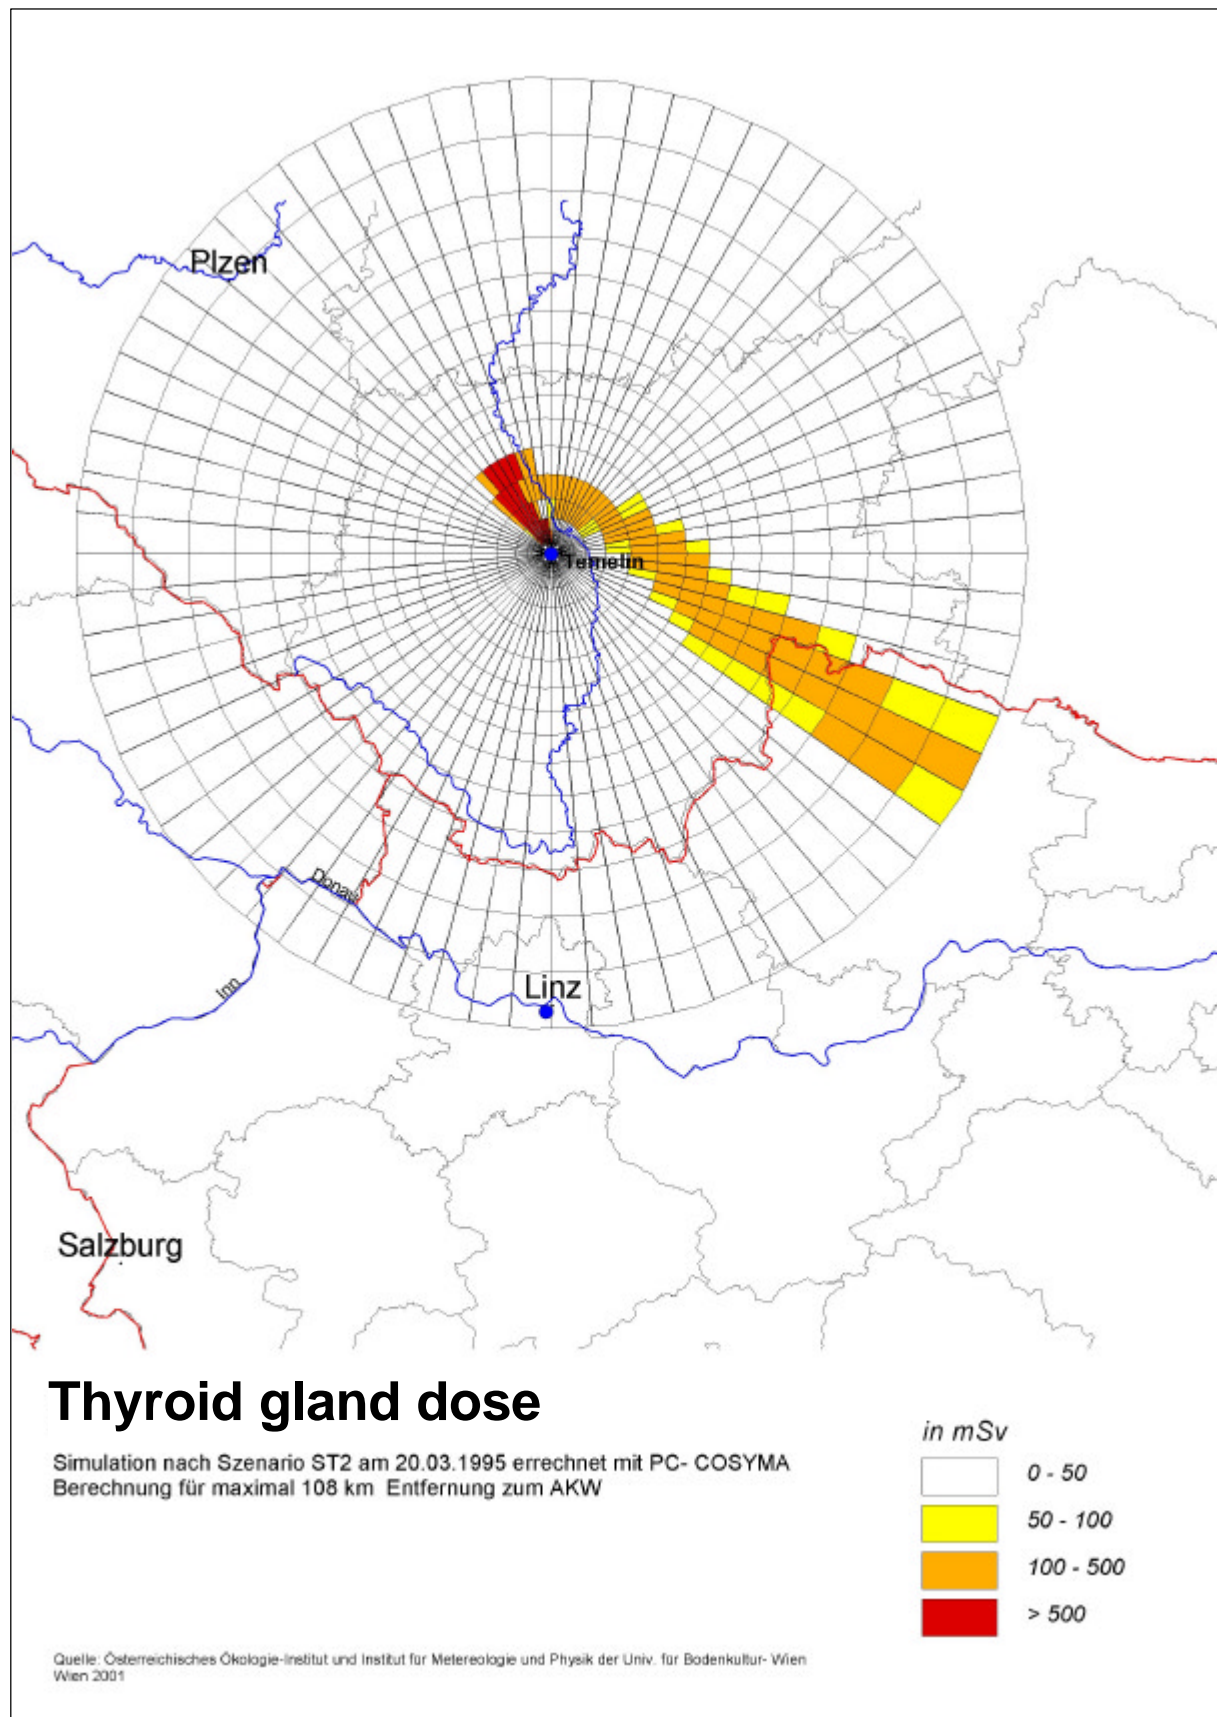 Plzen
Temelin
Donau
Inn
Linz
Salzburg
Thyroid gland dose
Simulation nach Szenario ST2 am 20.03.1995 errechnet mit PC- COSYMA
Berechnung für maximal 108 km Entfernung zum AKW
in mSv
0 - 50
50 - 100
100 - 500
> 500
Quelle: Österreichisches Ökologie-Institut und Institut für Metereologie und Physik der Univ. für Bodenkultur- Wien
Wien 2001